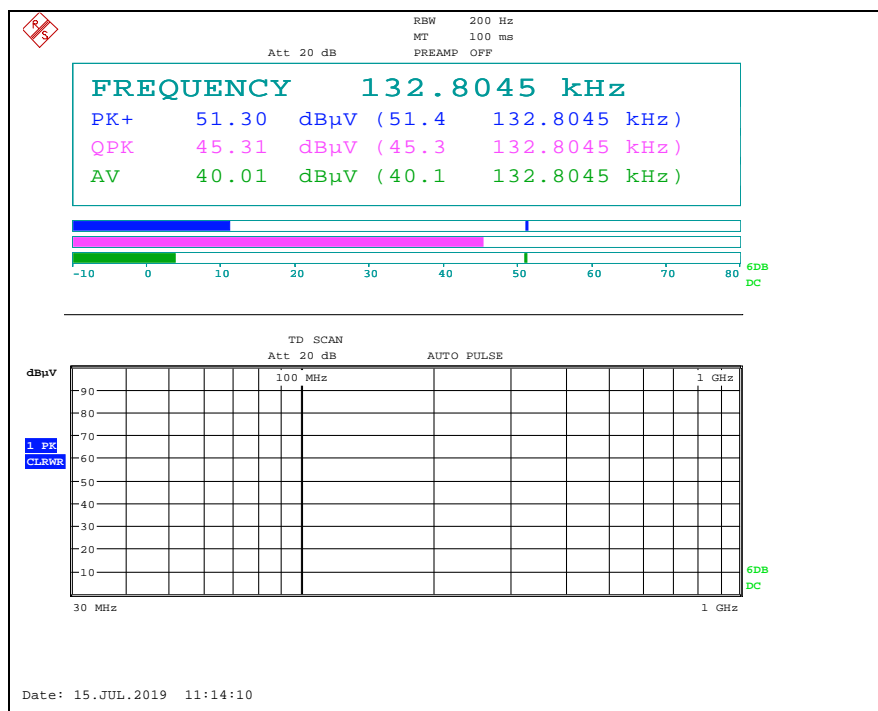 R
S
RBW 200 Hz
MT 100 ms
Att 20 dB PREAMP OFF
FREQUENCY 132.8045 kHz
PK+ 51.30 dBµV (51.4 132.8045 kHz)
QPK 45.31 dBµV (45.3 132.8045 kHz)
AV 40.01 dBµV (40.1 132.8045 kHz)
-10 0 10 20 30 40 50 60 70 80
6DB
DC
TD SCAN
Att 20 dB AUTO PULSE
dBµV
100 MHz 1 GHz
90
80
70
1 PK
CLRWR
60
50
40
30
20
10
6DB
DC
30 MHz 1 GHz
Date: 15.JUL.2019 11:14:10